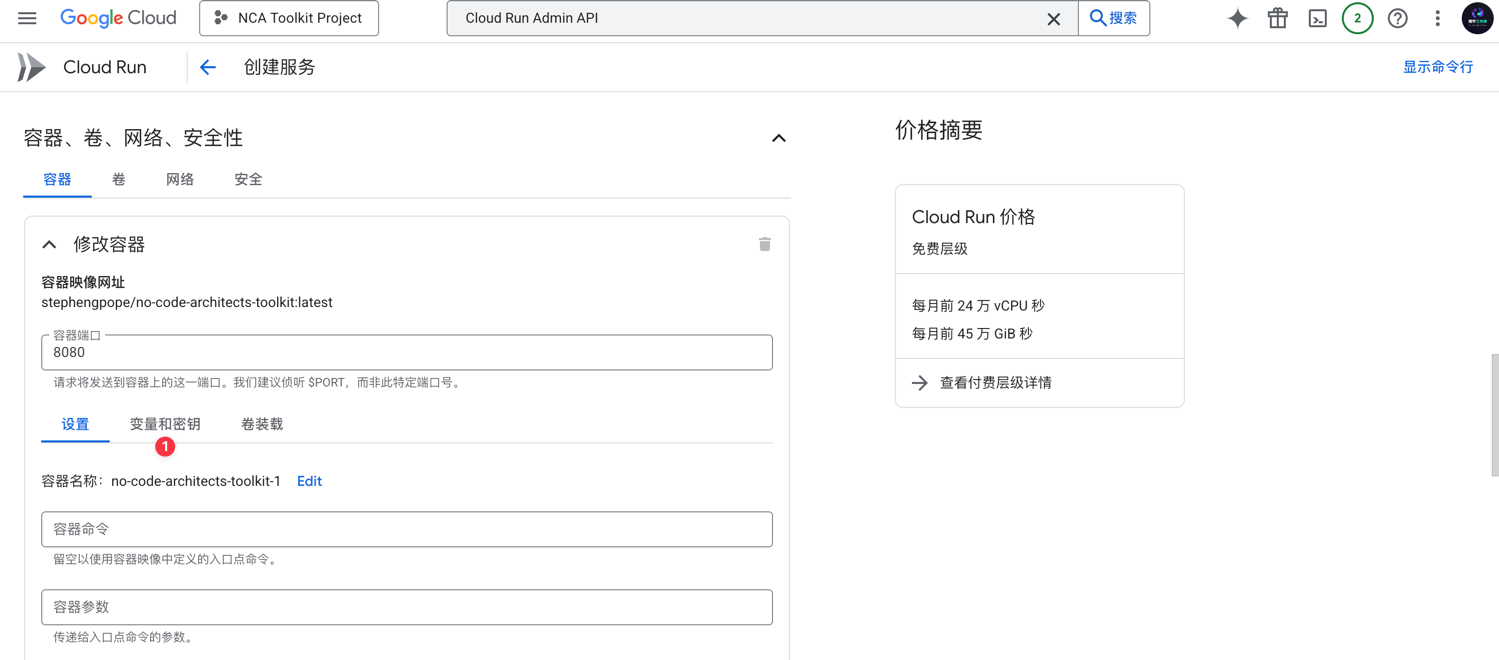 Google Cloud
NCA Toolkit Project
Cloud Run Admin API
搜索
2
Cloud Run
创建服务
显示命令行
容器、卷、网络、安全性
容器
卷
网络
安全
修改容器
容器映像网址
stephengpope/no-code-architects-toolkit:latest
容器端口
8080
请求将发送到容器上的这一端口。我们建议侦听 $PORT，而非此特定端口号。
设置
变量和密钥
卷装载
1
容器名称：no-code-architects-toolkit-1
Edit
容器命令
留空以使用容器映像中定义的入口点命令。
容器参数
传递给入口点命令的参数。
价格摘要
Cloud Run 价格
免费层级
每月前 24 万 vCPU 秒
每月前 45 万 GiB 秒
查看付费层级详情